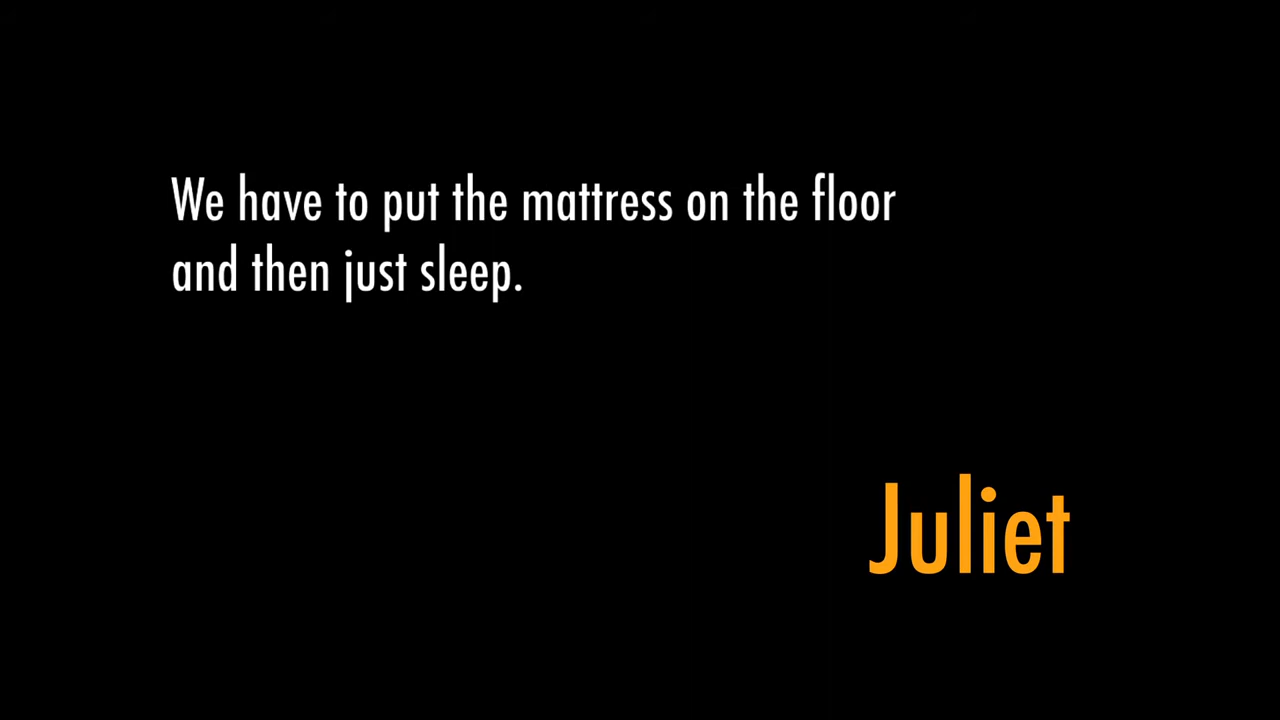 We have to put the mattress on the floor
and then just sleep.
Juliet